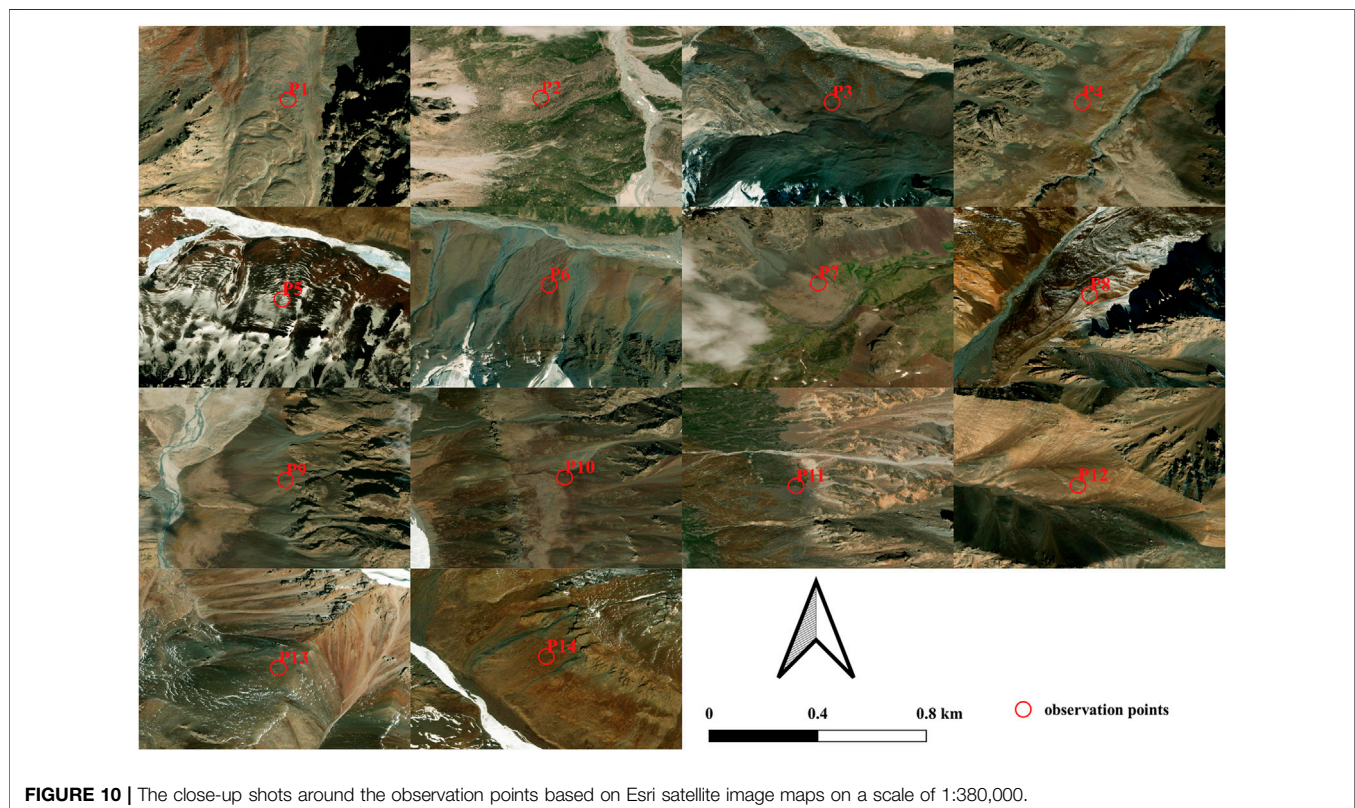 P1
P2
P3
P4
P5
P6
P7
P8
P9
P10
P11
P12
P13
P14
0 0.4 0.8 km
observation points
FIGURE 10 | The close-up shots around the observation points based on Esri satellite image maps on a scale of 1:380,000.